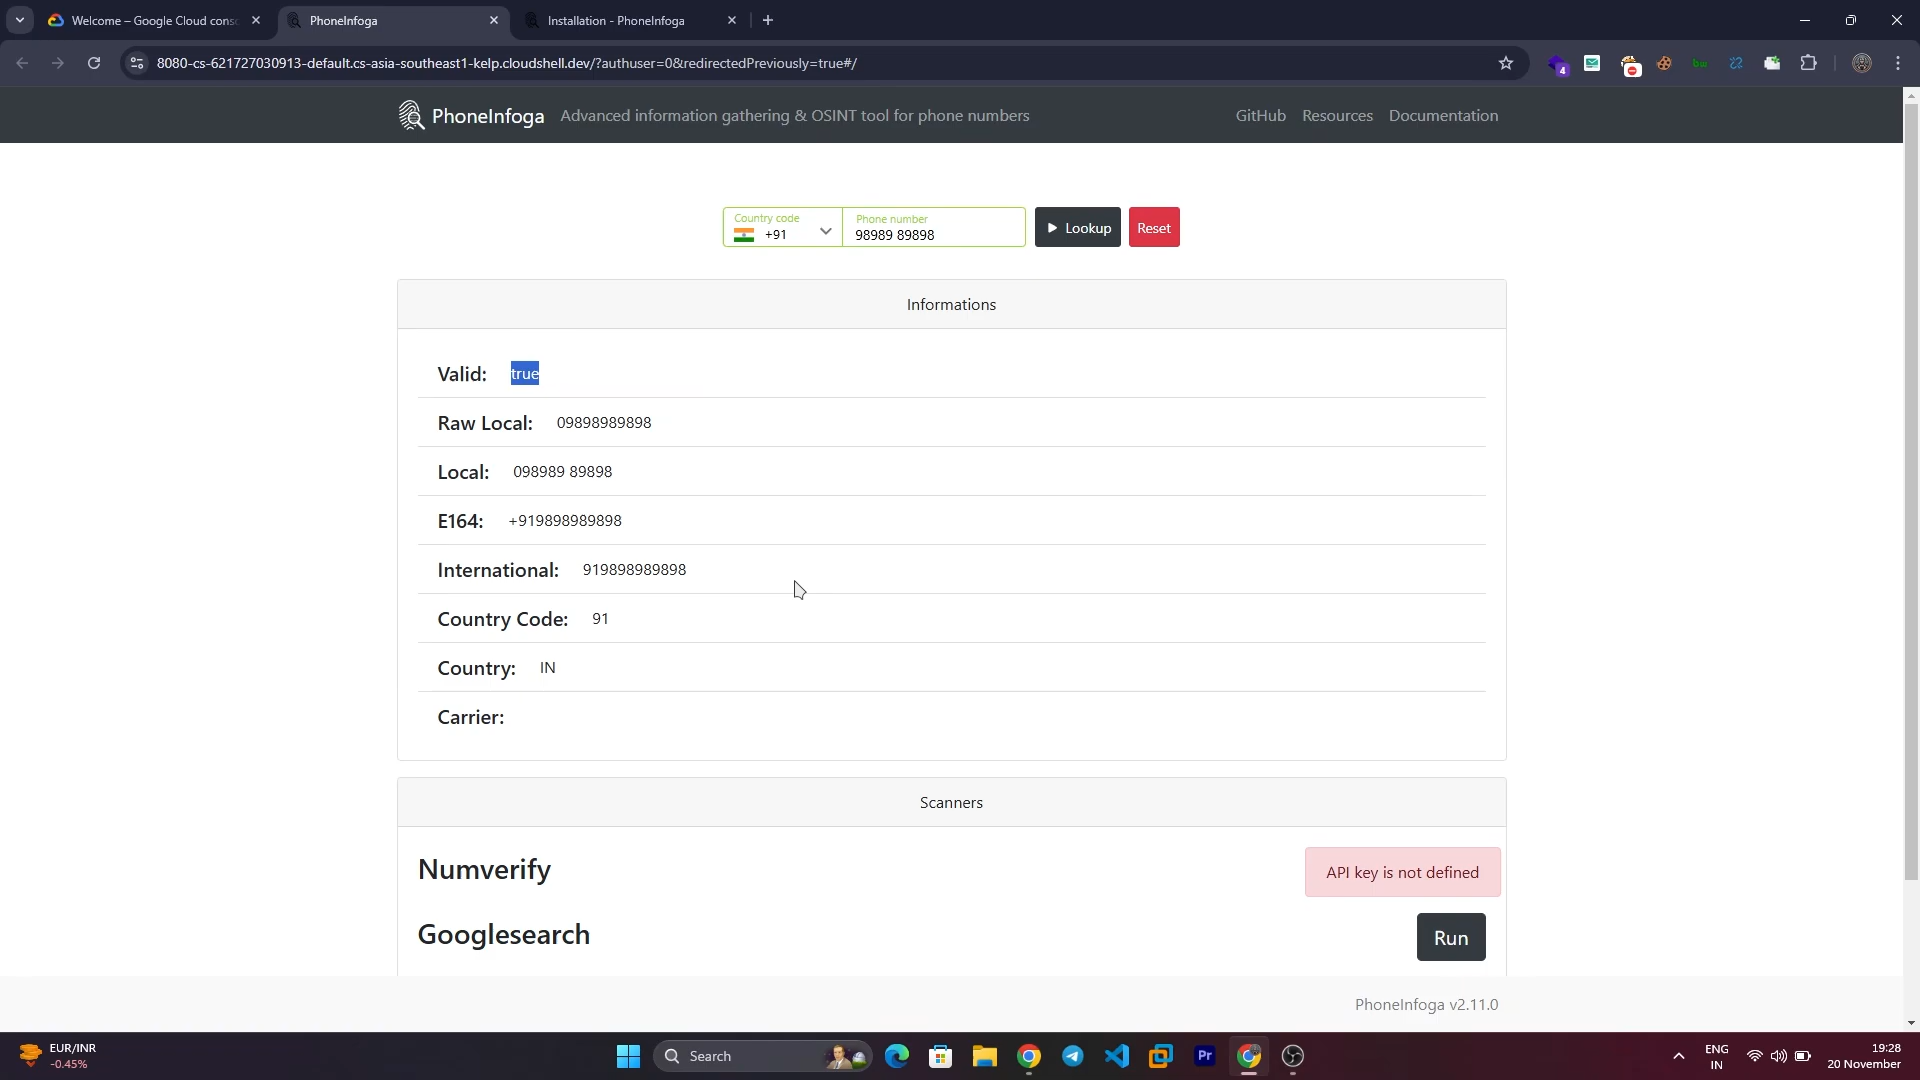 Welcome – Google Cloud cons
PhoneInfoga
Installation - PhoneInfoga
8080-cs-621727030913-default.cs-asia-southeast1-kelp.cloudshell.dev/?authuser=0&redirectedPreviously=true#/
4
bw
PhoneInfoga
Advanced information gathering & OSINT tool for phone numbers
GitHub
Resources
Documentation
Country code
+91
Phone number
98989 89898
Lookup
Reset
Informations
Valid: true
Raw Local: 09898989898
Local: 098989 89898
E164: +919898989898
International: 919898989898
Country Code: 91
Country: IN
Carrier:
Scanners
Numverify
API key is not defined
Googlesearch
Run
PhoneInfoga v2.11.0
EUR/INR
-0.45%
Search
Pr
ENG
IN
19:28
20 November